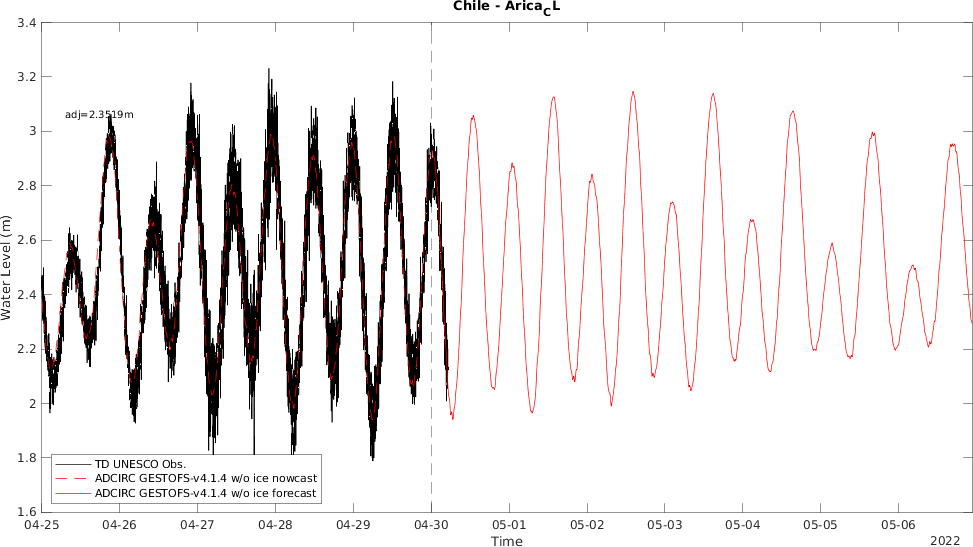 Chile - Arica_CL
3.4
3.2
3
2.8
2.6
2.4
2.2
2
1.8
1.6
Water Level (m)
adj=2.3519m
TD UNESCO Obs.
ADCIRC GESTOFS-v4.1.4 w/o ice nowcast
ADCIRC GESTOFS-v4.1.4 w/o ice forecast
04-25 04-26 04-27 04-28 04-29 04-30 05-01 05-02 05-03 05-04 05-05 05-06
Time
2022